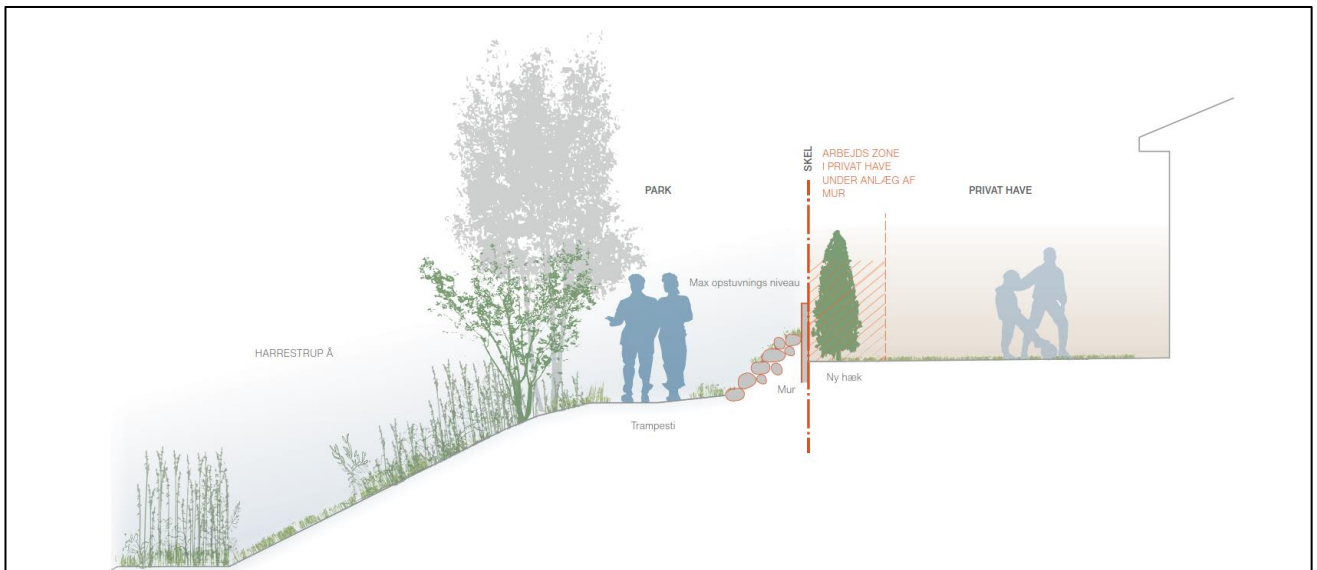 SKEL
ARBEJDS ZONE
I PRIVAT HAVE
UNDER ANLÆG AF
MUR
PARK
PRIVAT HAVE
Max opstuvnings niveau
HARRESTRUP Å
Mur
Ny hæk
Trampesti